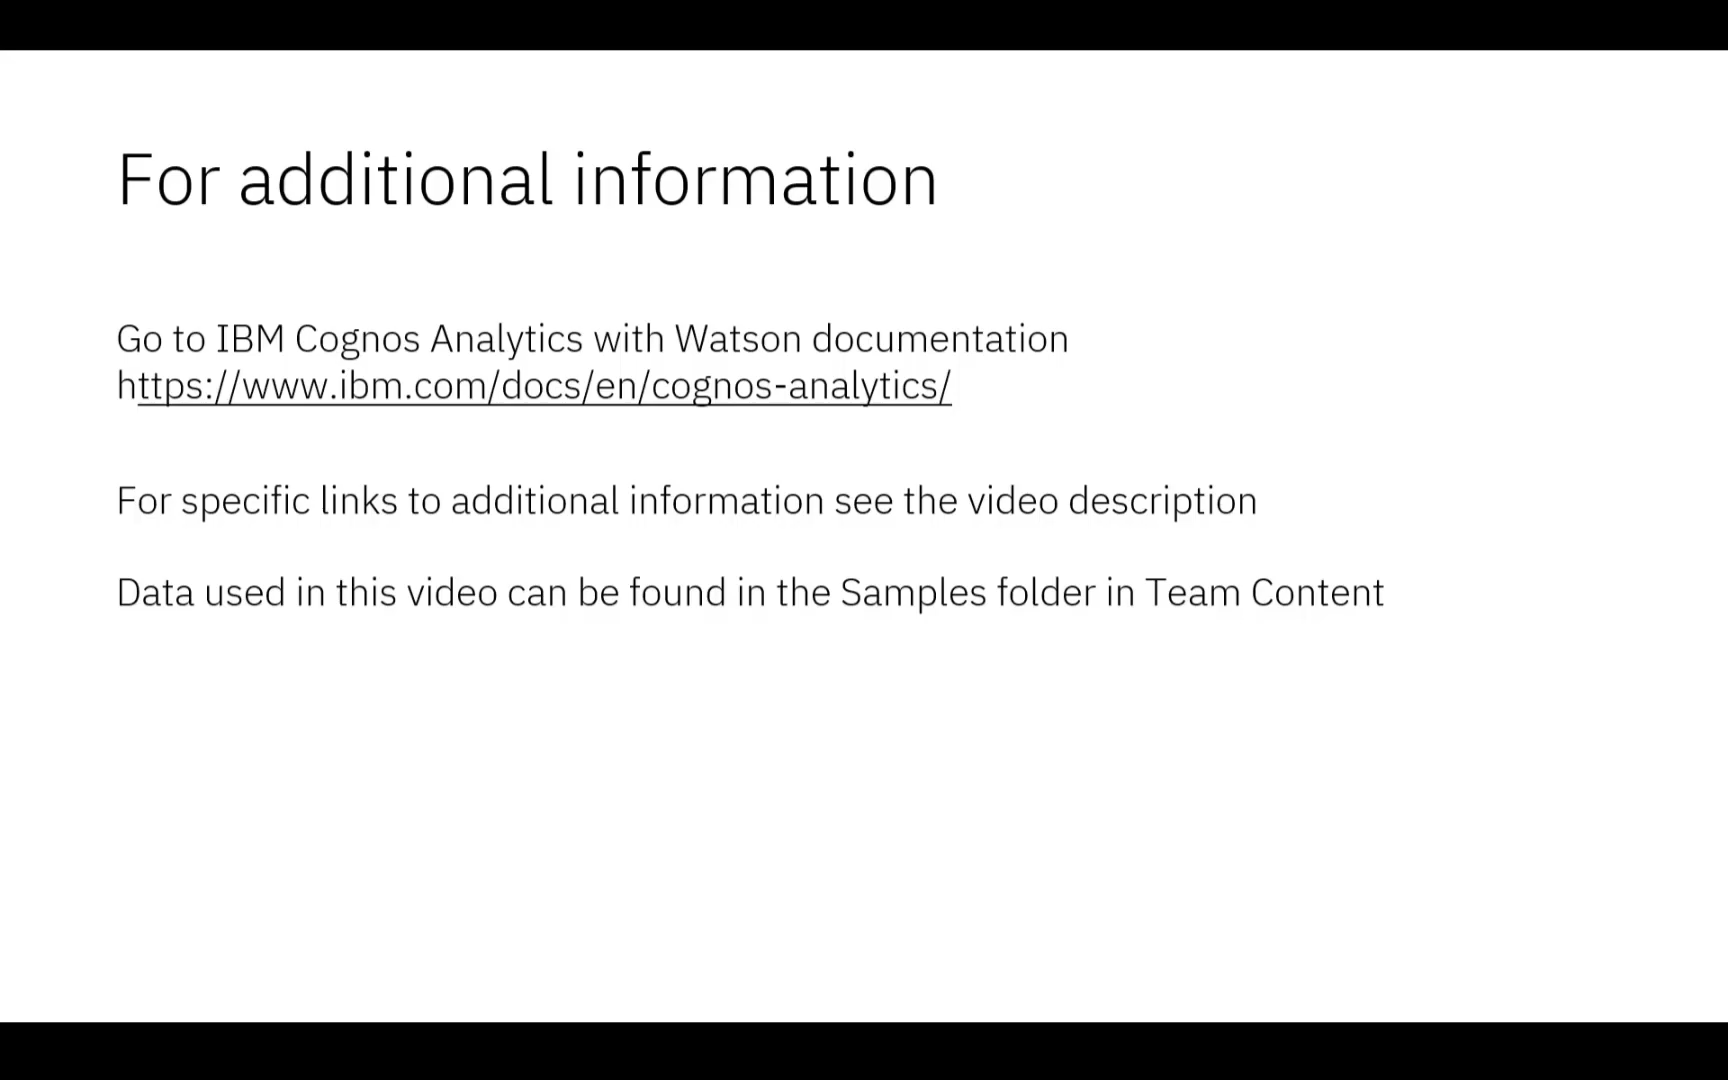 For additional information
Go to IBM Cognos Analytics with Watson documentation
https://www.ibm.com/docs/en/cognos-analytics/
For specific links to additional information see the video description
Data used in this video can be found in the Samples folder in Team Content